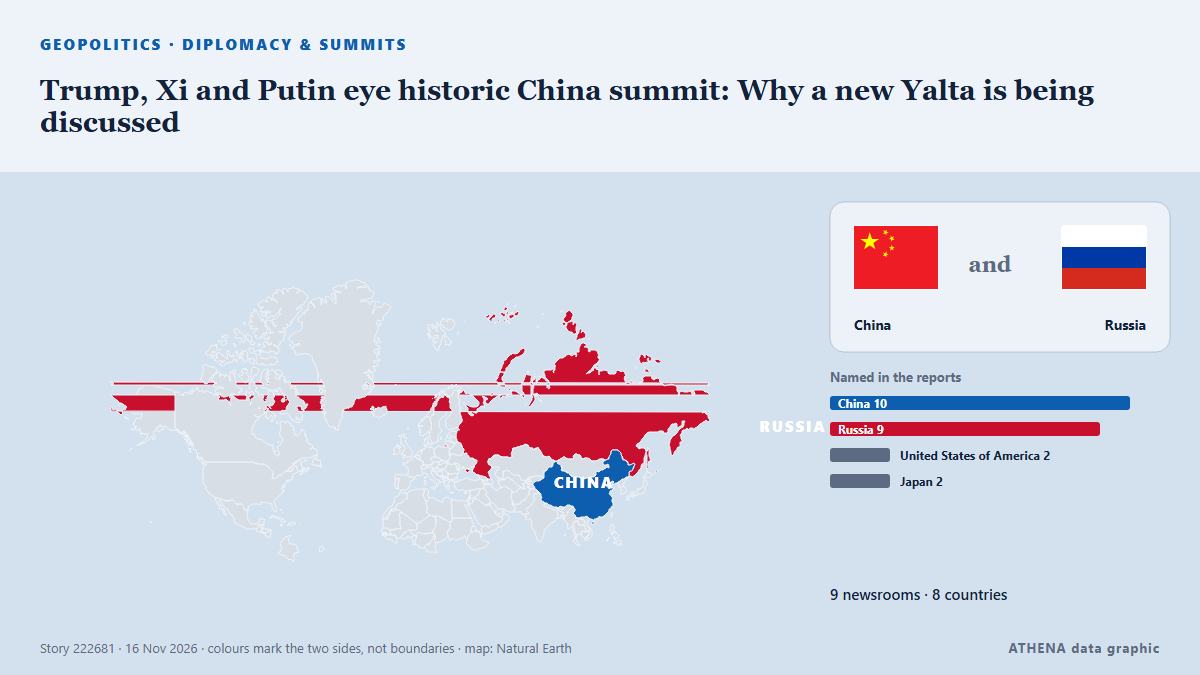 GEOPOLITICS · DIPLOMACY & SUMMITS
Trump, Xi and Putin eye historic China summit: Why a new Yalta is being
discussed
and
China
Russia
Named in the reports
China 10
RUSSIA
Russia 9
United States of America 2
Japan 2
CHINA
9 newsrooms · 8 countries
Story 222681 · 16 Nov 2026 · colours mark the two sides, not boundaries · map: Natural Earth
ATHENA data graphic